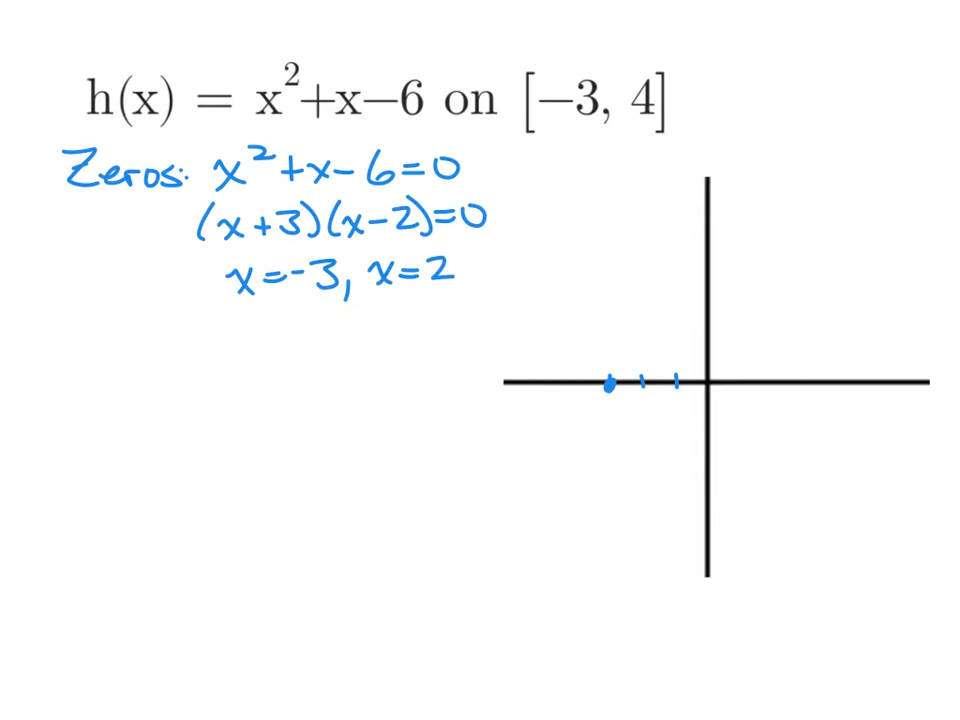 h(x) = x²+x−6 on [−3, 4]
Zeros: x²+x-6=0
(x+3)(x-2)=0
x=-3, x=2